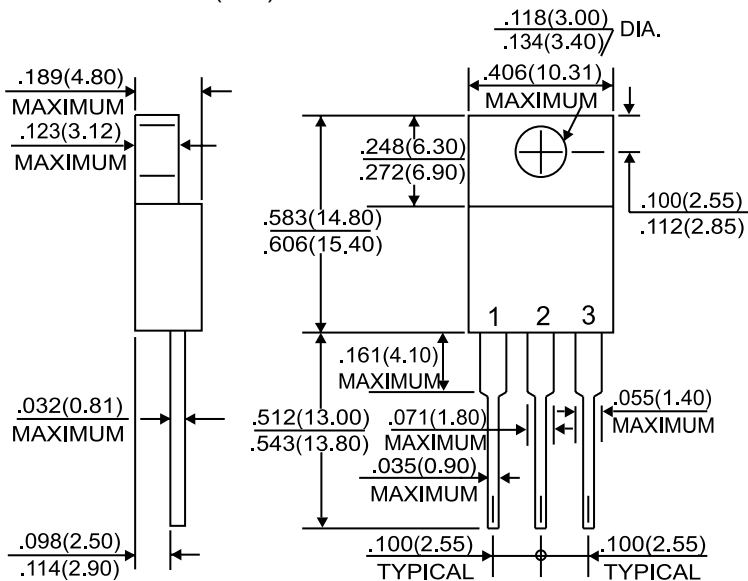 .118(3.00)
.134(3.40)
DIA.
.189(4.80)
MAXIMUM
.406(10.31)
MAXIMUM
.123(3.12)
MAXIMUM
.248(6.30)
.272(6.90)
.100(2.55)
.112(2.85)
.583(14.80)
.606(15.40)
1 2 3
.161(4.10)
MAXIMUM
.032(0.81)
MAXIMUM
.512(13.00)
.543(13.80)
.071(1.80)
MAXIMUM
.055(1.40)
MAXIMUM
.035(0.90)
MAXIMUM
.098(2.50)
.114(2.90)
.100(2.55)
TYPICAL
.100(2.55)
TYPICAL